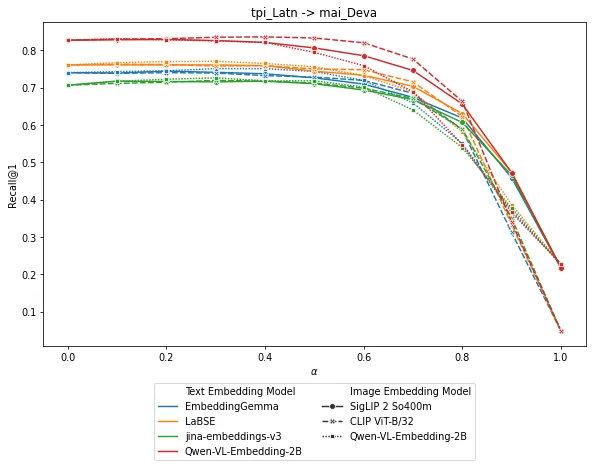 tpi_Latn -> mai_Deva
Recall@1
0.8
0.7
0.6
0.5
0.4
0.3
0.2
0.1
0.0 0.2 0.4 0.6 0.8 1.0
α
Text Embedding Model Image Embedding Model
EmbeddingGemma SigLIP 2 So400m
LaBSE CLIP ViT-B/32
jina-embeddings-v3 Qwen-VL-Embedding-2B
Qwen-VL-Embedding-2B